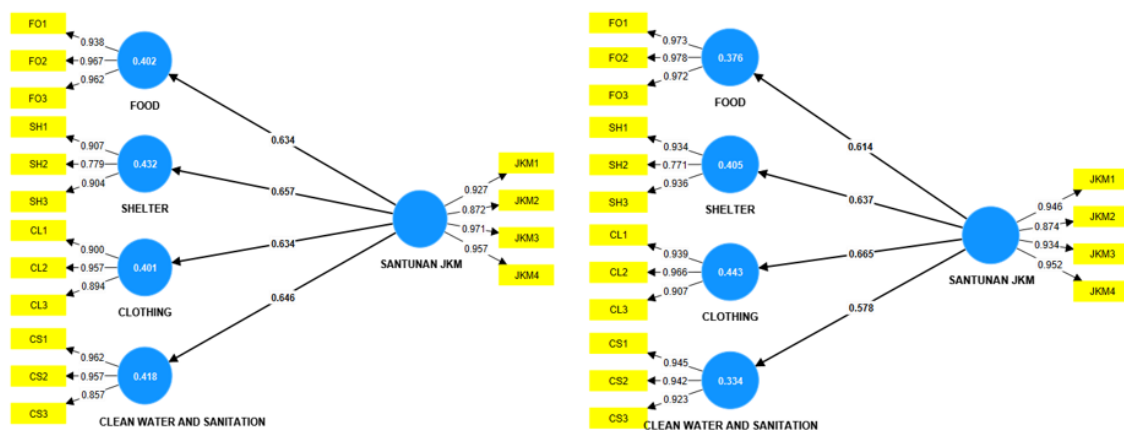 FO1
0.938
FO2
0.967
0.402
FO3
0.962
FOOD
SH1
0.907
SH2
0.779
0.432
SH3
0.904
SHELTER
CL1
0.900
CL2
0.957
0.401
CL3
0.894
CLOTHING
CS1
0.962
CS2
0.957
0.418
CS3
0.857
CLEAN WATER AND SANITATION
0.634
0.657
0.634
0.646
SANTUNAN JKM
0.927
JKM1
0.872
JKM2
0.971
JKM3
0.957
JKM4
FO1
0.973
FO2
0.978
0.376
FO3
0.972
FOOD
SH1
0.934
SH2
0.771
0.405
SH3
0.936
SHELTER
CL1
0.939
CL2
0.966
0.443
CL3
0.907
CLOTHING
CS1
0.945
CS2
0.942
0.334
CS3
0.923
CLEAN WATER AND SANITATION
0.614
0.637
0.665
0.578
SANTUNAN JKM
0.946
JKM1
0.874
JKM2
0.934
JKM3
0.952
JKM4